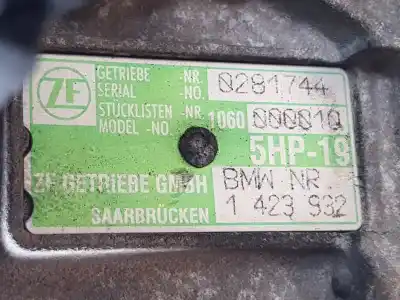 ZF
GETRIEBE -NR. 0281744
SERIAL -NO.
STÜCKLISTEN -NR. 1060 000010
MODEL -NO.
5HP-19
ZF GETRIEBE GMBH BMW NR.
SAARBRÜCKEN 1 423 932